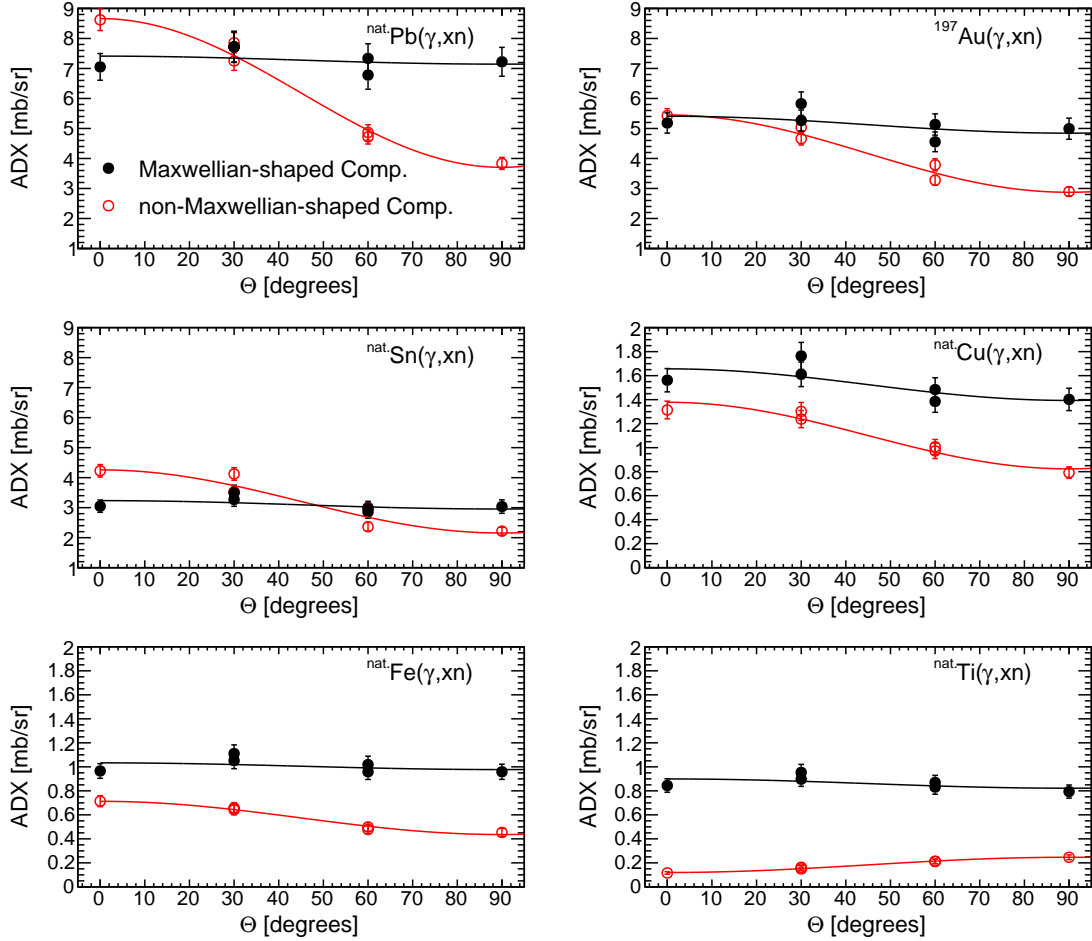 nat.Pb(γ,xn)
ADX [mb/sr]
9
8
7
6
5
4
3
2
1
Maxwellian-shaped Comp.
non-Maxwellian-shaped Comp.
0 10 20 30 40 50 60 70 80 90
Θ [degrees]
197Au(γ,xn)
ADX [mb/sr]
9
8
7
6
5
4
3
2
1
0 10 20 30 40 50 60 70 80 90
Θ [degrees]
nat.Sn(γ,xn)
ADX [mb/sr]
9
8
7
6
5
4
3
2
1
0 10 20 30 40 50 60 70 80 90
Θ [degrees]
nat.Cu(γ,xn)
ADX [mb/sr]
2
1.8
1.6
1.4
1.2
1
0.8
0.6
0.4
0.2
0
0 10 20 30 40 50 60 70 80 90
Θ [degrees]
nat.Fe(γ,xn)
ADX [mb/sr]
2
1.8
1.6
1.4
1.2
1
0.8
0.6
0.4
0.2
0
0 10 20 30 40 50 60 70 80 90
Θ [degrees]
nat.Ti(γ,xn)
ADX [mb/sr]
2
1.8
1.6
1.4
1.2
1
0.8
0.6
0.4
0.2
0
0 10 20 30 40 50 60 70 80 90
Θ [degrees]